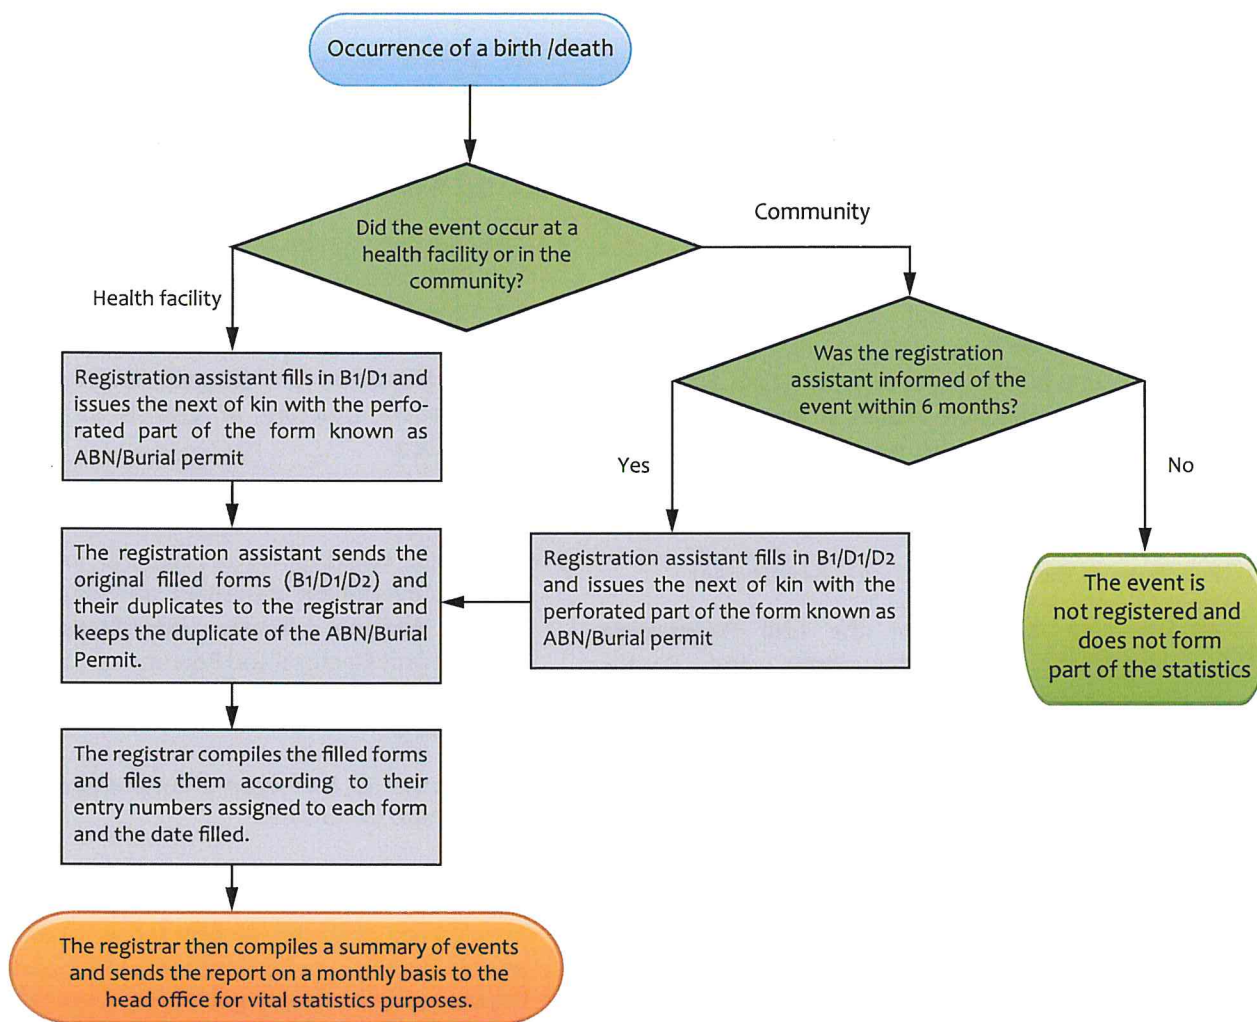 Occurrence of a birth /death
Did the event occur at a
health facility or in the
community?
Community
Health facility
Was the registration
assistant informed of the
event within 6 months?
Registration assistant fills in B1/D1 and
issues the next of kin with the perfo-
rated part of the form known as
ABN/Burial permit
Yes
No
The registration assistant sends the
original filled forms (B1/D1/D2) and
their duplicates to the registrar and
keeps the duplicate of the ABN/Burial
Permit.
Registration assistant fills in B1/D1/D2
and issues the next of kin with the
perforated part of the form known as
ABN/Burial permit
The event is
not registered and
does not form
part of the statistics
The registrar compiles the filled forms
and files them according to their
entry numbers assigned to each form
and the date filled.
The registrar then compiles a summary of events
and sends the report on a monthly basis to the
head office for vital statistics purposes.